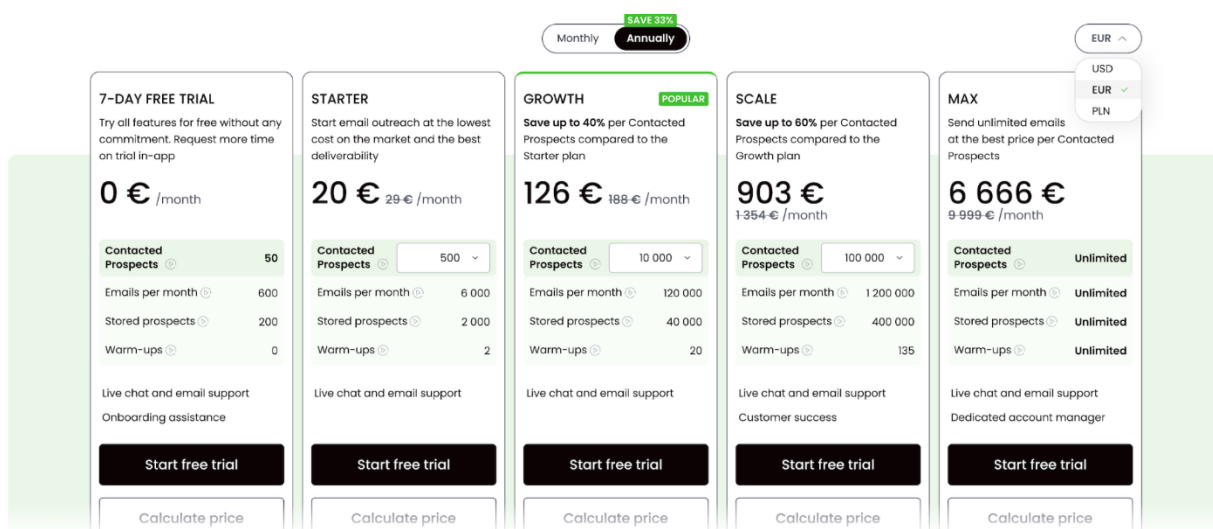 SAVE 33%
Monthly Annually
EUR
USD
EUR
PLN
7-DAY FREE TRIAL
Try all features for free without any
commitment. Request more time
on trial in-app
0 € /month
Contacted
Prospects 50
Emails per month 600
Stored prospects 200
Warm-ups 0
Live chat and email support
Onboarding assistance
Start free trial
Calculate price
STARTER
Start email outreach at the lowest
cost on the market and the best
deliverability
20 € 29 € /month
Contacted
Prospects 500
Emails per month 6 000
Stored prospects 2 000
Warm-ups 2
Live chat and email support
Start free trial
Calculate price
GROWTH POPULAR
Save up to 40% per Contacted
Prospects compared to the
Starter plan
126 € 188 € /month
Contacted
Prospects 10 000
Emails per month 120 000
Stored prospects 40 000
Warm-ups 20
Live chat and email support
Start free trial
Calculate price
SCALE
Save up to 60% per Contacted
Prospects compared to the
Growth plan
903 €
1 354 € /month
Contacted
Prospects 100 000
Emails per month 1 200 000
Stored prospects 400 000
Warm-ups 135
Live chat and email support
Customer success
Start free trial
Calculate price
MAX
Send unlimited emails
at the best price per Contacted
Prospects
6 666 €
9 999 € /month
Contacted
Prospects Unlimited
Emails per month Unlimited
Stored prospects Unlimited
Warm-ups Unlimited
Live chat and email support
Dedicated account manager
Start free trial
Calculate price